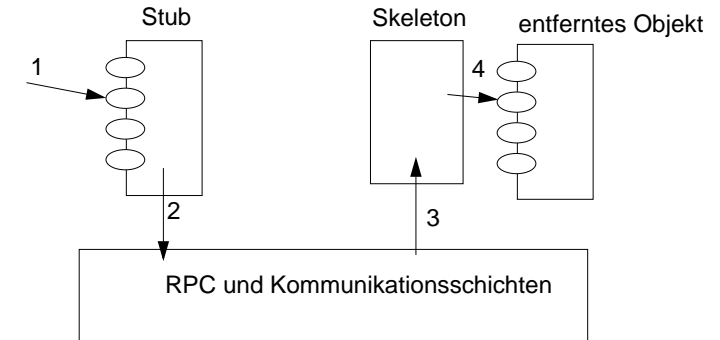 Stub
Skeleton
entferntes Objekt
1
4
2
3
RPC und Kommunikationsschichten